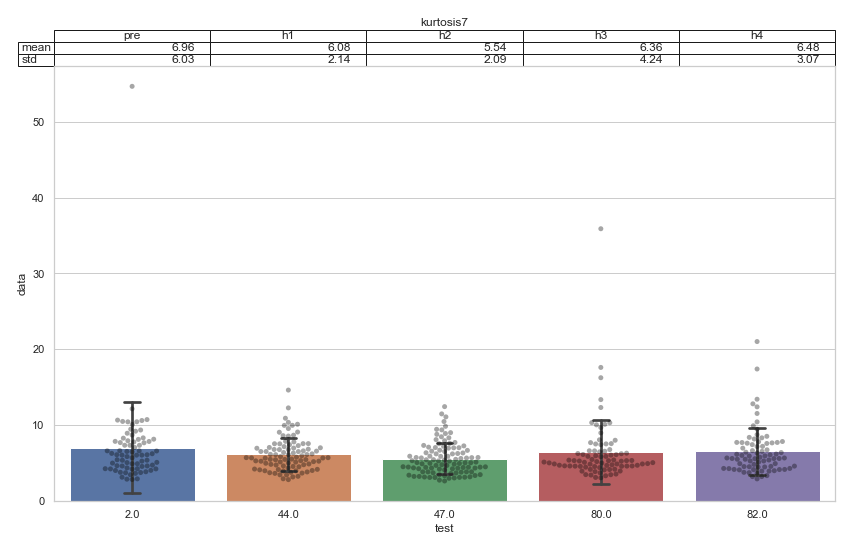 kurtosis7
pre h1 h2 h3 h4
mean 6.96 6.08 5.54 6.36 6.48
std 6.03 2.14 2.09 4.24 3.07
50
40
30
20
10
0
data
2.0 44.0 47.0 80.0 82.0
test